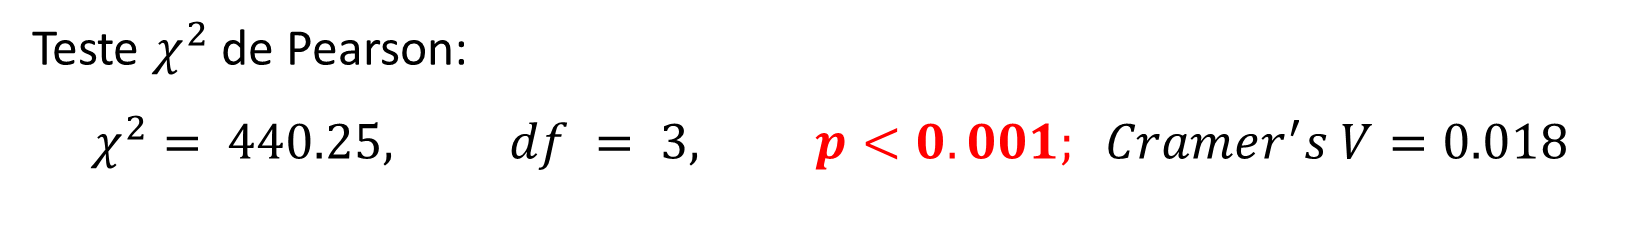 Teste χ² de Pearson:
χ² = 440.25, df = 3, p < 0.001; Cramer's V = 0.018